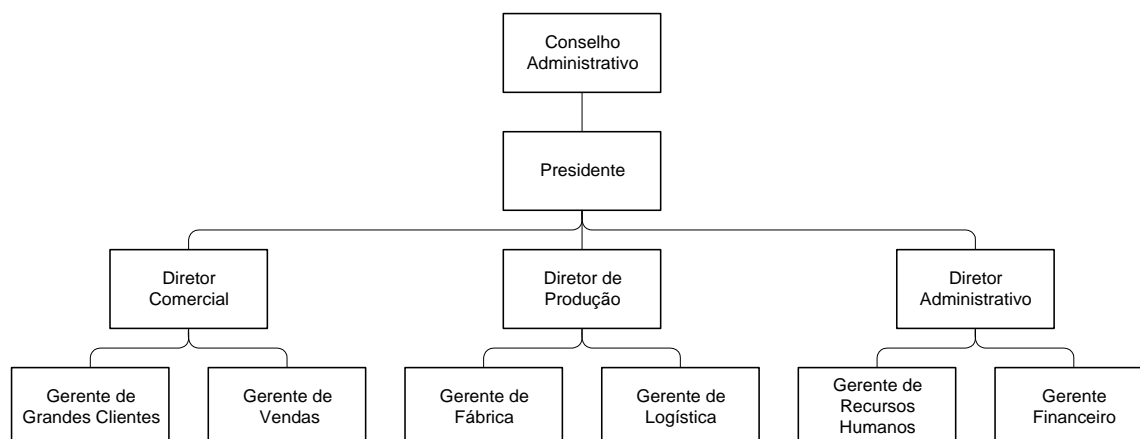 Conselho
Administrativo
Presidente
Diretor
Comercial
Diretor de
Produção
Diretor
Administrativo
Gerente de
Grandes Clientes
Gerente de
Vendas
Gerente de
Fábrica
Gerente de
Logística
Gerente de
Recursos
Humanos
Gerente
Financeiro